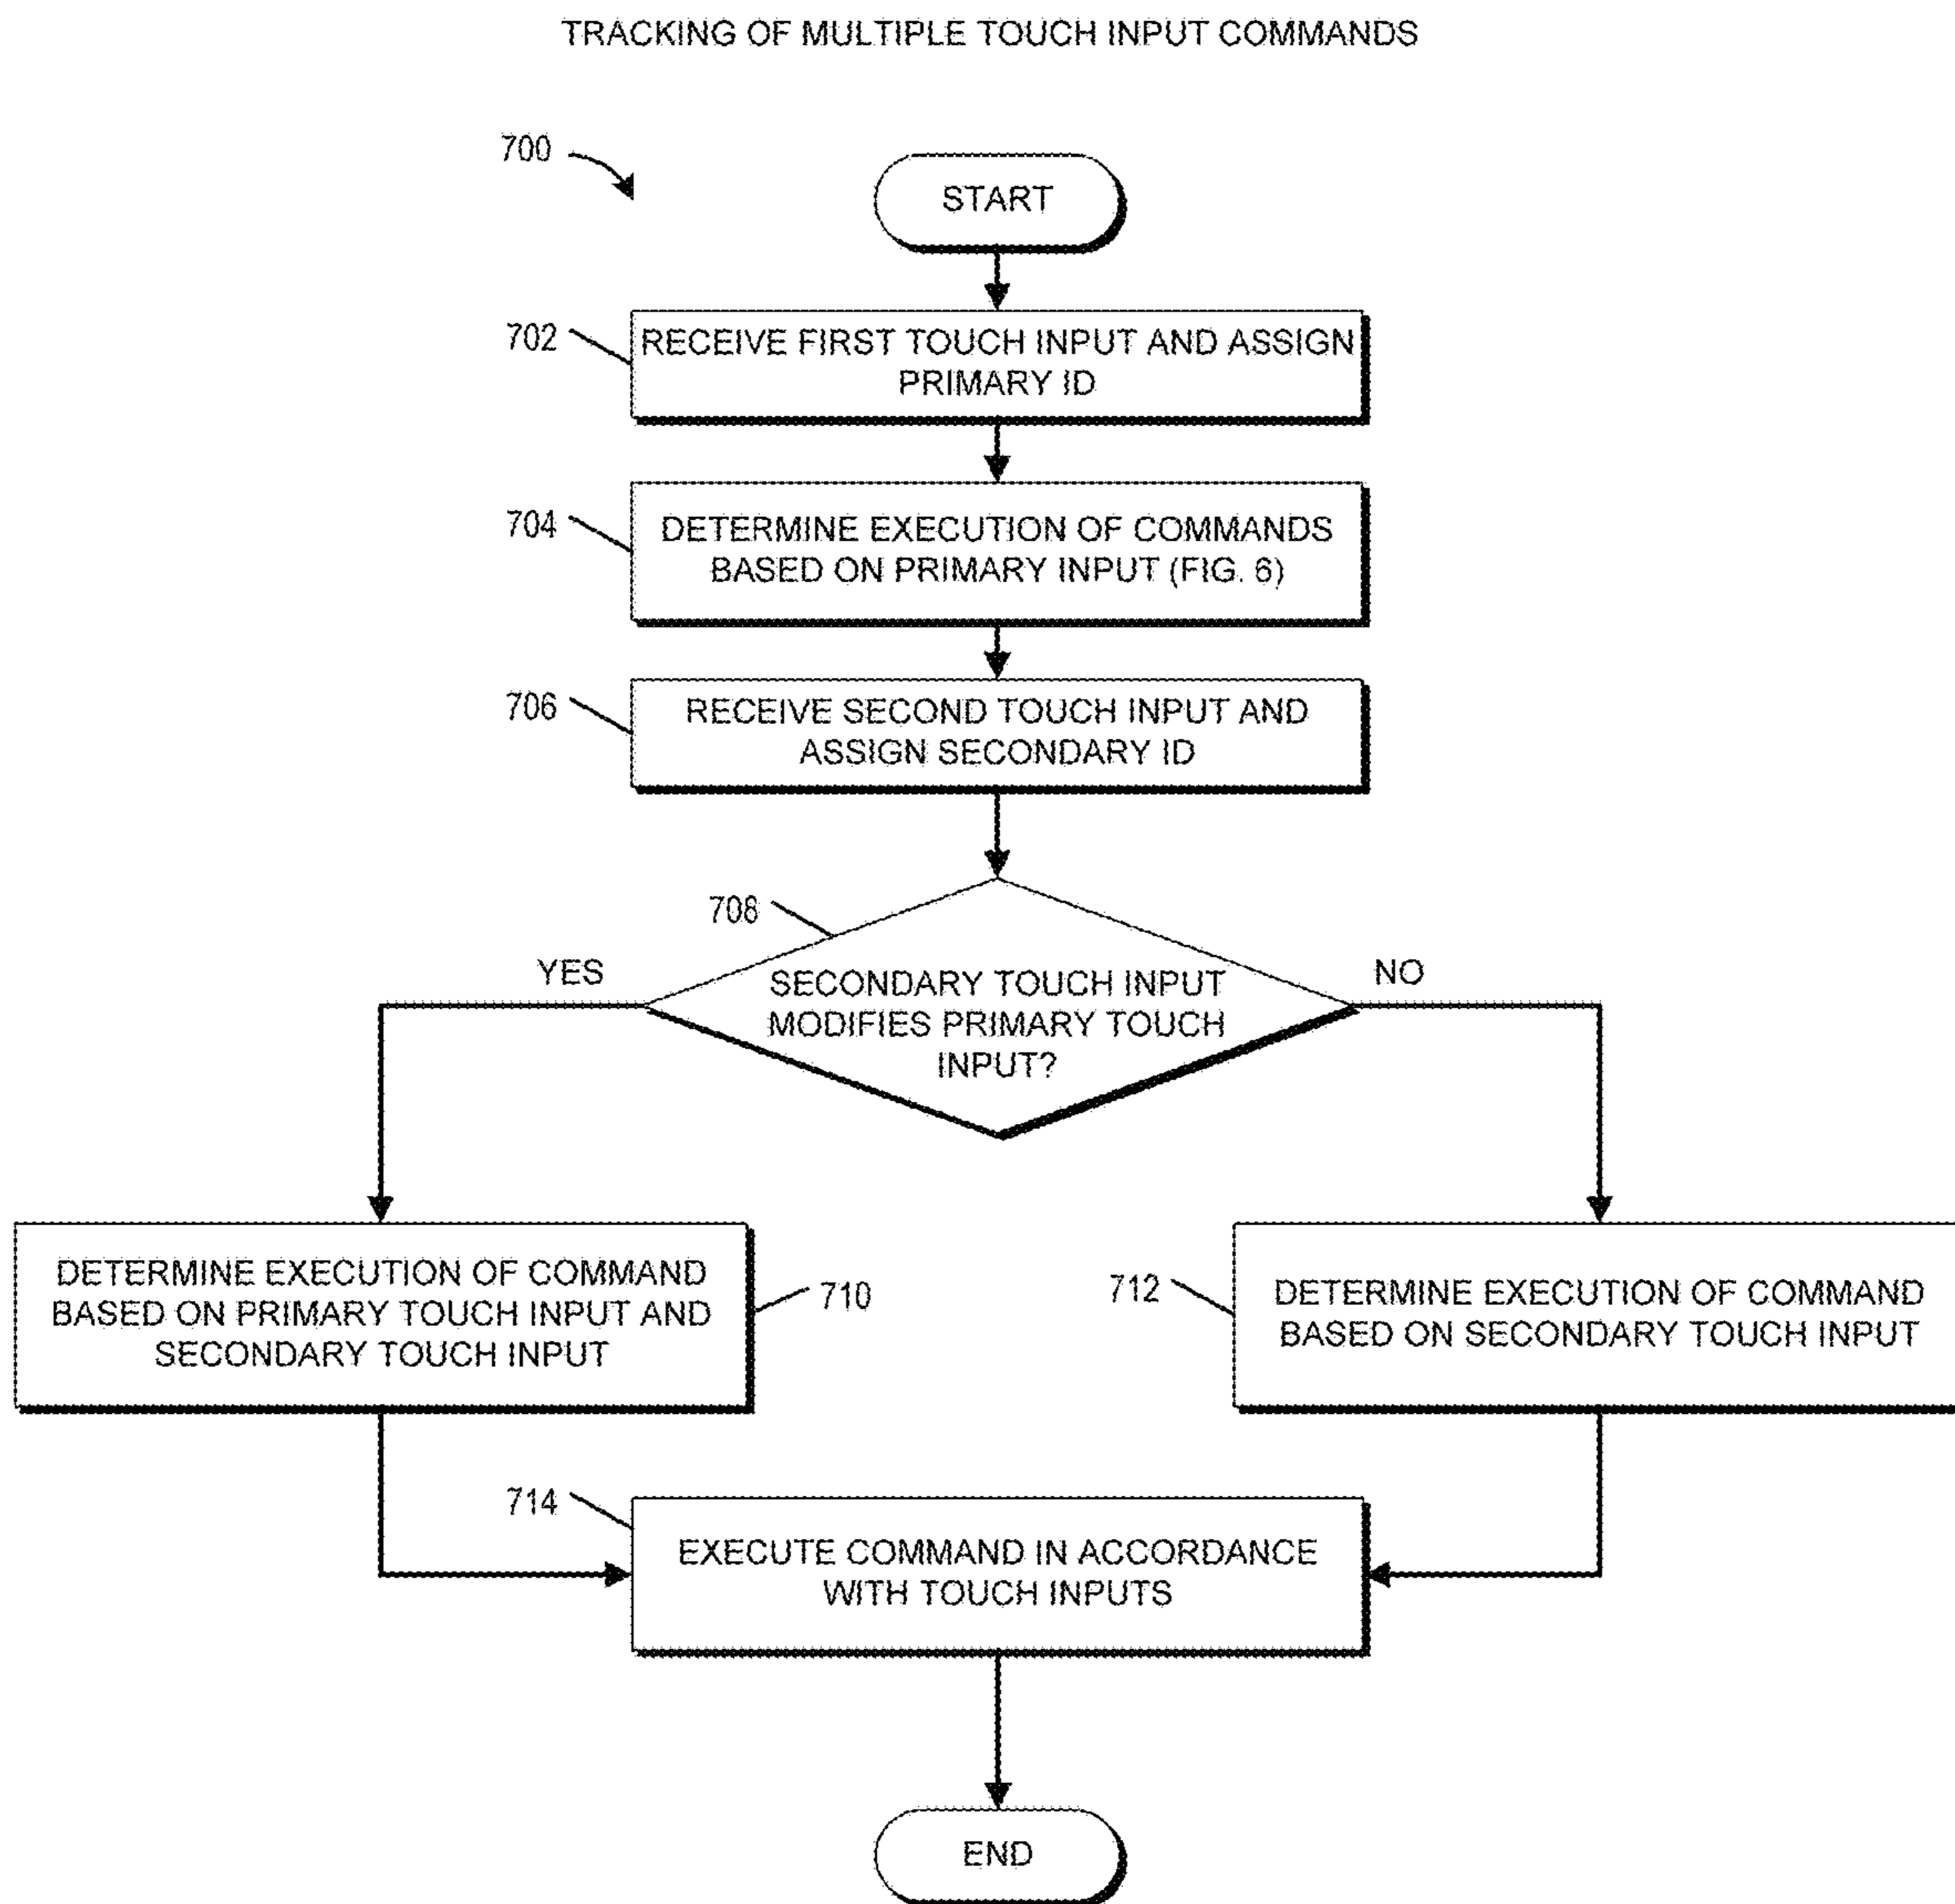 TRACKING OF MULTIPLE TOUCH INPUT COMMANDS
700
START
702
RECEIVE FIRST TOUCH INPUT AND ASSIGN
PRIMARY ID
704
DETERMINE EXECUTION OF COMMANDS
BASED ON PRIMARY INPUT (FIG. 6)
706
RECEIVE SECOND TOUCH INPUT AND
ASSIGN SECONDARY ID
708
YES
NO
SECONDARY TOUCH INPUT
MODIFIES PRIMARY TOUCH
INPUT?
DETERMINE EXECUTION OF COMMAND
BASED ON PRIMARY TOUCH INPUT AND
SECONDARY TOUCH INPUT
710
712
DETERMINE EXECUTION OF COMMAND
BASED ON SECONDARY TOUCH INPUT
714
EXECUTE COMMAND IN ACCORDANCE
WITH TOUCH INPUTS
END